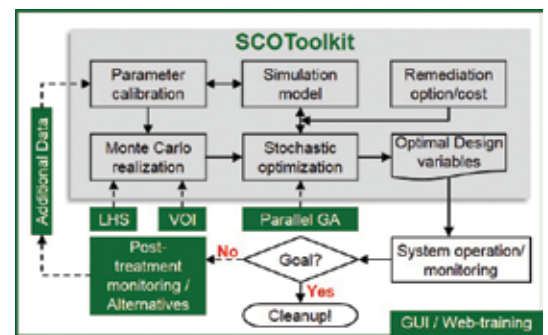 SCOToolkit
Parameter
calibration
Simulation
model
Remediation
option/cost
Monte Carlo
realization
Stochastic
optimization
Optimal Design
variables
Additional Data
LHS
VOI
Parallel GA
Post-
treatment
monitoring /
Alternatives
No
Goal?
System operation/
monitoring
Yes
Cleanup!
GUI / Web-training